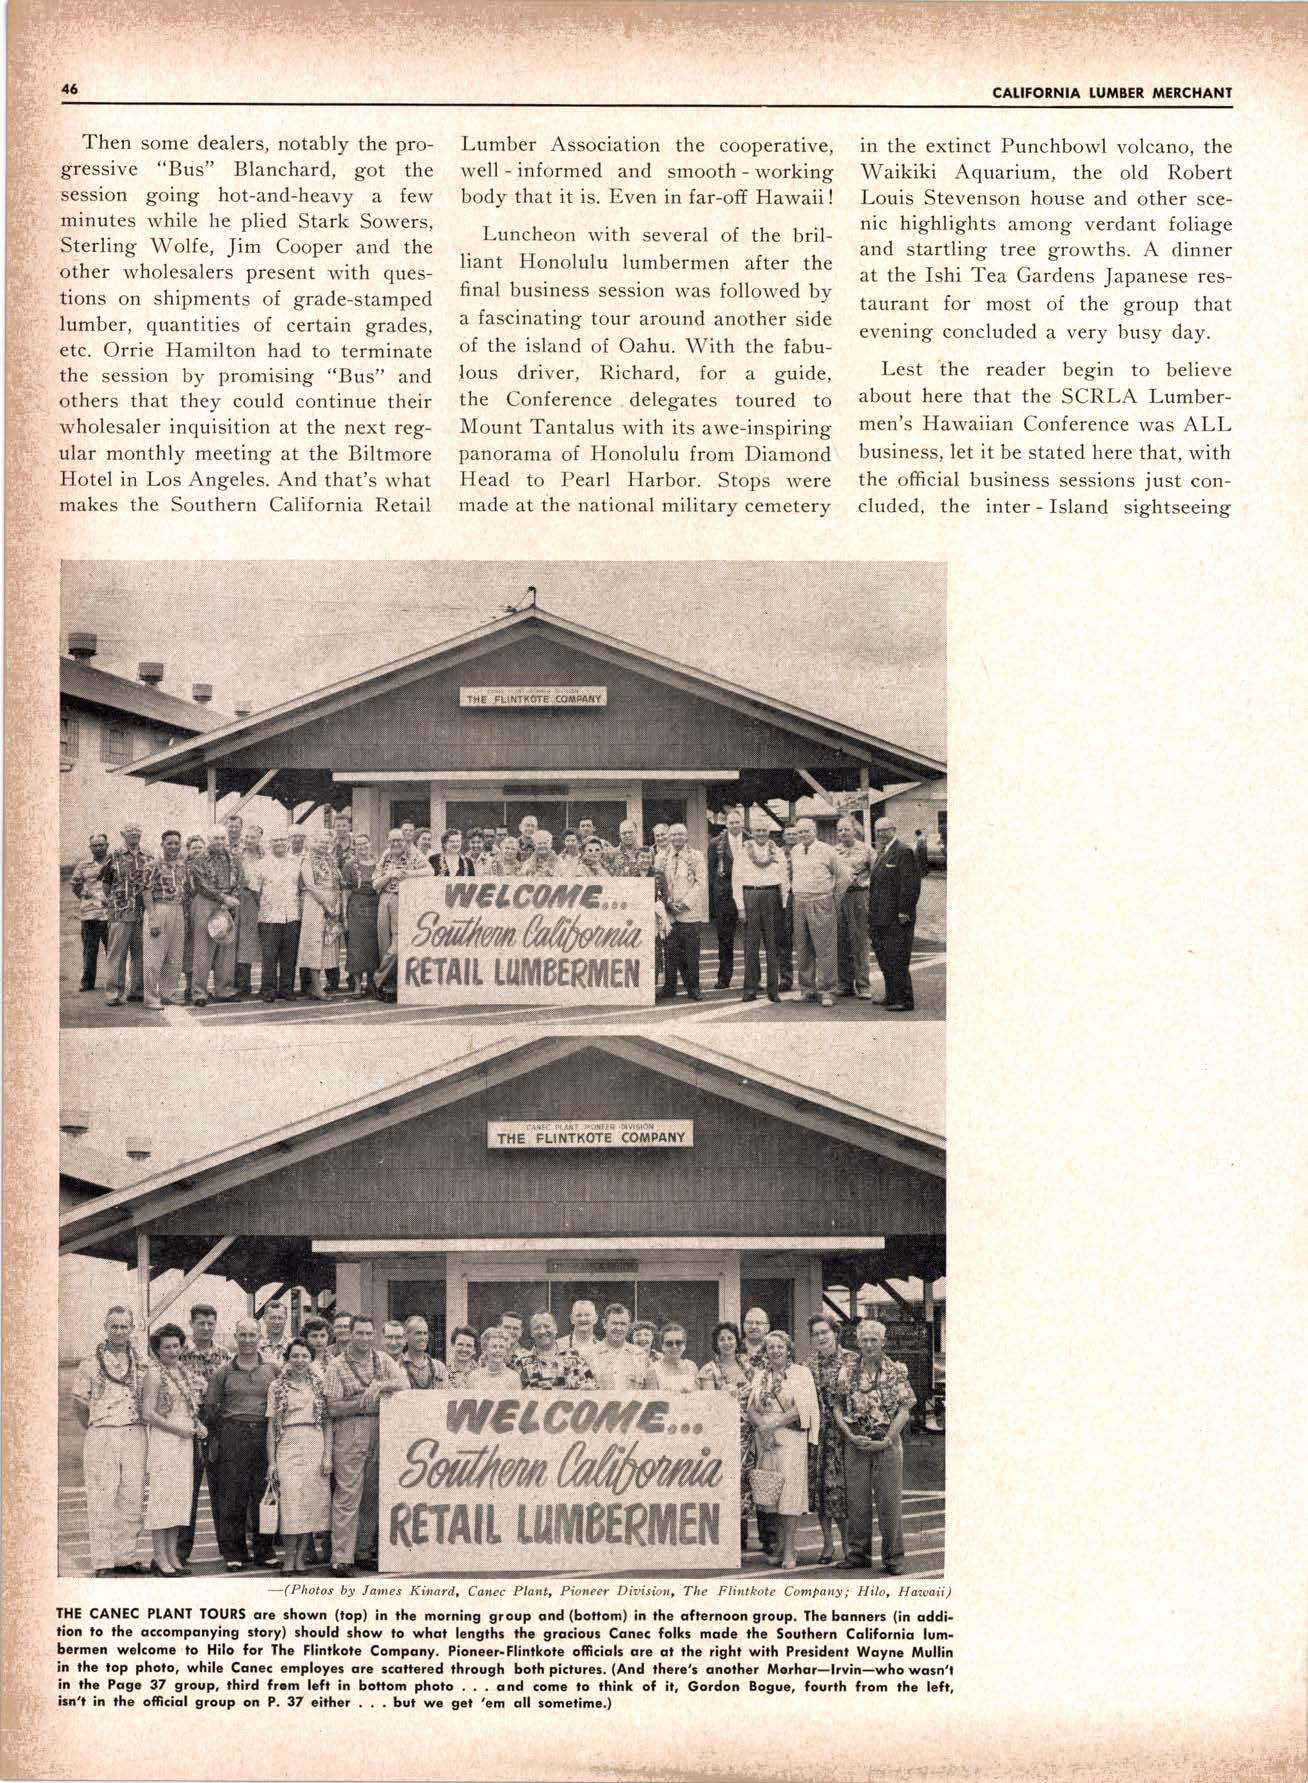 46
CALIFORNIA LUMBER MERCHANT
Then some dealers, notably the pro-
gressive “Bus” Blanchard, got the
session going hot-and-heavy a few
minutes while he plied Stark Sowers,
Sterling Wolfe, Jim Cooper and the
other wholesalers present with ques-
tions on shipments of grade-stamped
lumber, quantities of certain grades,
etc. Orrie Hamilton had to terminate
the session by promising “Bus” and
others that they could continue their
wholesaler inquisition at the next reg-
ular monthly meeting at the Biltmore
Hotel in Los Angeles. And that’s what
makes the Southern California Retail
Lumber Association the cooperative,
well - informed and smooth - working
body that it is. Even in far-off Hawaii!
Luncheon with several of the bril-
liant Honolulu lumbermen after the
final business session was followed by
a fascinating tour around another side
of the island of Oahu. With the fabu-
lous driver, Richard, for a guide,
the Conference delegates toured to
Mount Tantalus with its awe-inspiring
panorama of Honolulu from Diamond
Head to Pearl Harbor. Stops were
made at the national military cemetery
in the extinct Punchbowl volcano, the
Waikiki Aquarium, the old Robert
Louis Stevenson house and other sce-
nic highlights among verdant foliage
and startling tree growths. A dinner
at the Ishi Tea Gardens Japanese res-
taurant for most of the group that
evening concluded a very busy day.
Lest the reader begin to believe
about here that the SCRLA Lumber-
men’s Hawaiian Conference was ALL
business, let it be stated here that, with
the official business sessions just con-
cluded, the inter - Island sightseeing
THE FLINTKOTE COMPANY
WELCOME...
Southern California
RETAIL LUMBERMEN
CANEC PLANT PIONEER DIVISION
THE FLINTKOTE COMPANY
WELCOME...
Southern California
RETAIL LUMBERMEN
—(Photos by James Kinard, Canec Plant, Pioneer Division, The Flintkote Company; Hilo, Hawaii)
THE CANEC PLANT TOURS are shown (top) in the morning group and (bottom) in the afternoon group. The banners (in addi-
tion to the accompanying story) should show to what lengths the gracious Canec folks made the Southern California lum-
bermen welcome to Hilo for The Flintkote Company. Pioneer-Flintkote officials are at the right with President Wayne Mullin
in the top photo, while Canec employes are scattered through both pictures. (And there’s another Morhar—Irvin—who wasn’t
in the Page 37 group, third from left in bottom photo . . . and come to think of it, Gordon Bogue, fourth from the left,
isn’t in the official group on P. 37 either . . . but we get ’em all sometime.)